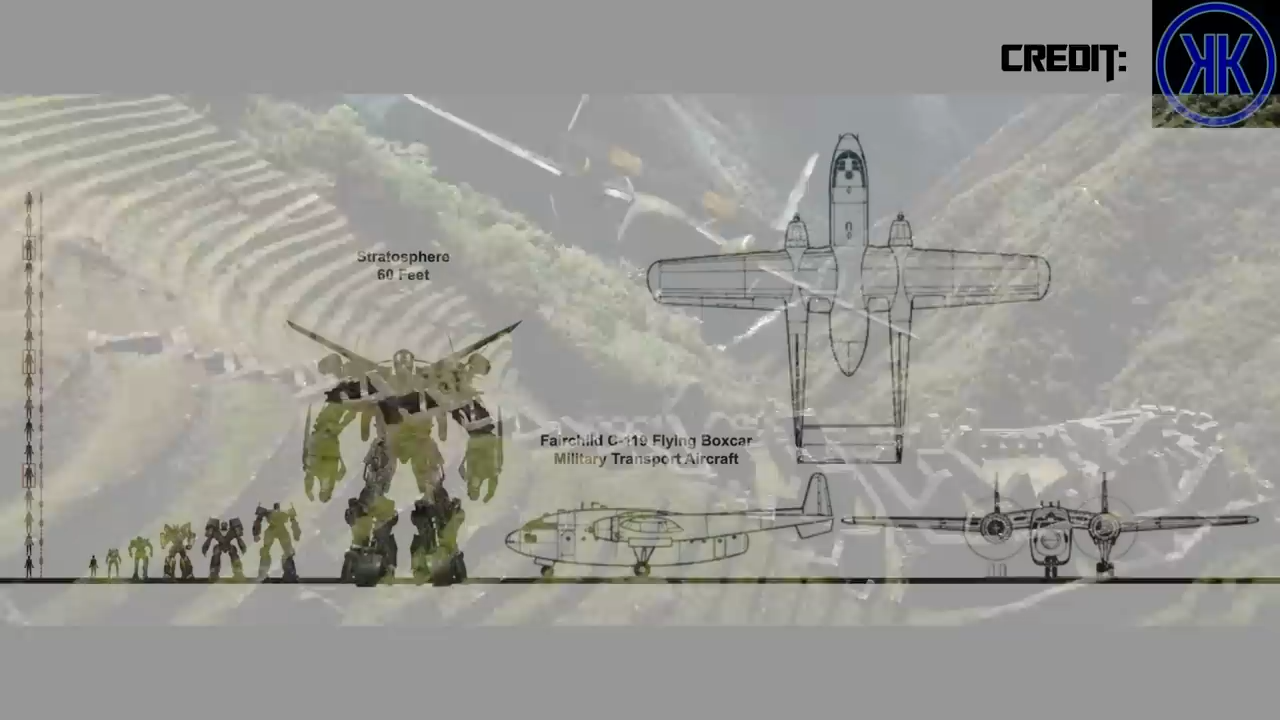 CREDIT:
KK
Stratosphere
60 Feet
Fairchild C-119 Flying Boxcar
Military Transport Aircraft